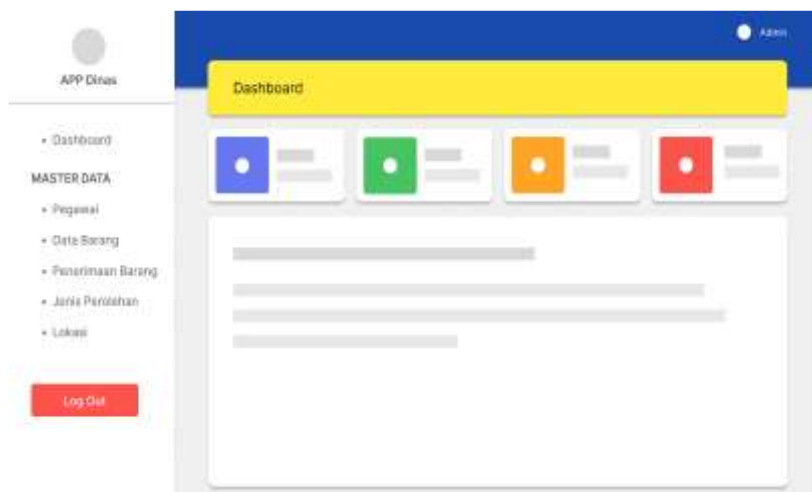 Admin
APP Dinas
Dashboard
Dashboard
MASTER DATA
Pegawai
Data Barang
Penerimaan Barang
Jenis Perolehan
Lokasi
Log Out